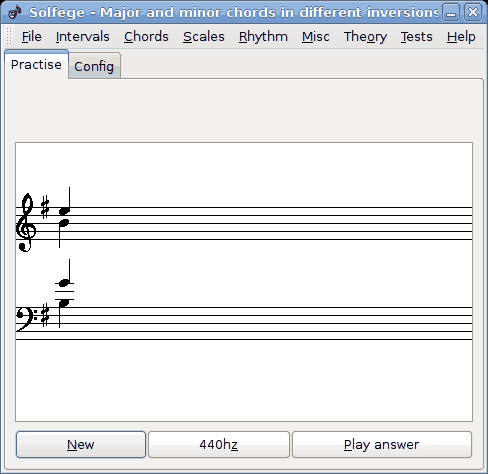 Solfege - Major and minor chords in different inversions
File Intervals Chords Scales Rhythm Misc Theory Tests Help
Practise Config
New 440hz Play answer